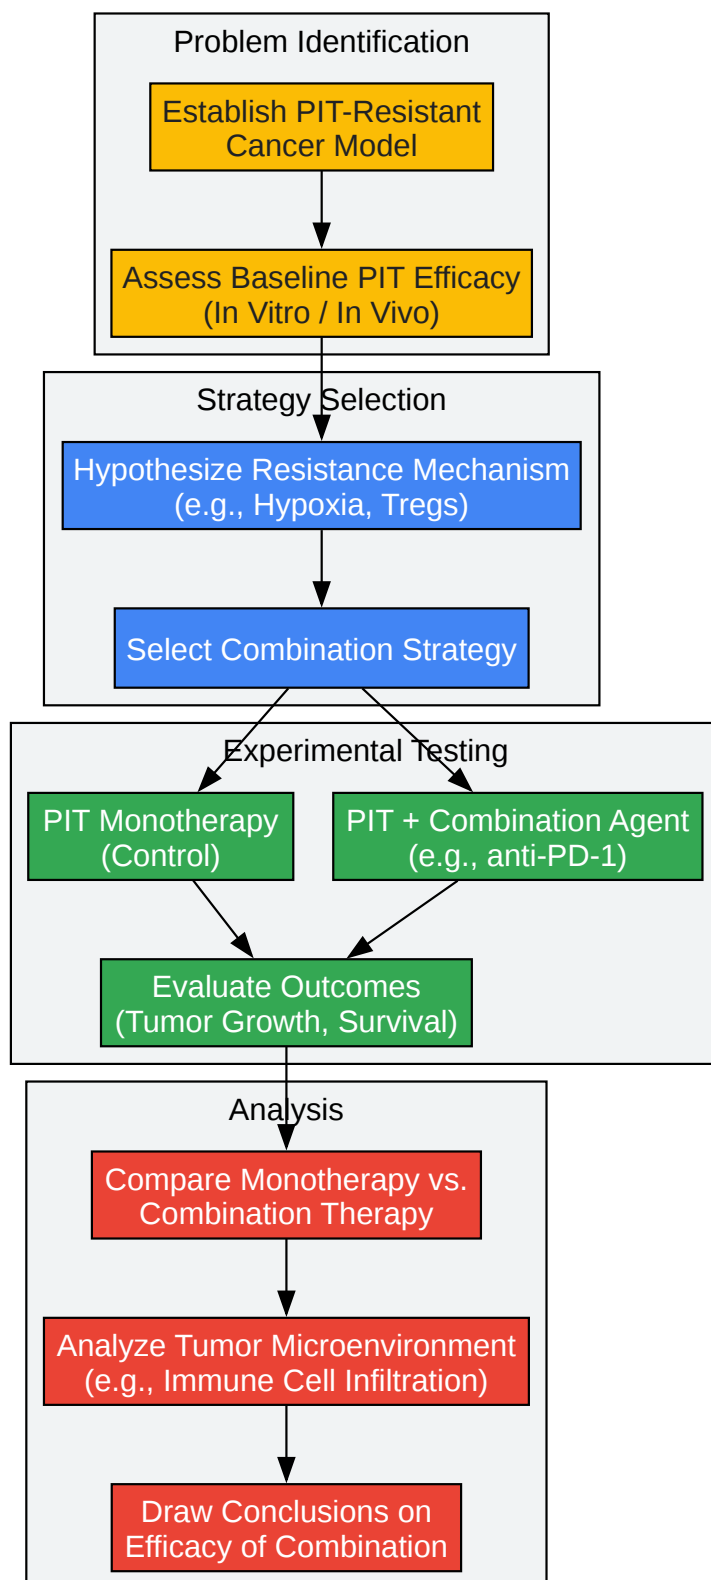 Problem Identification
Establish PIT-Resistant
Cancer Model
Assess Baseline PIT Efficacy
(In Vitro / In Vivo)
Strategy Selection
Hypothesize Resistance Mechanism
(e.g., Hypoxia, Tregs)
Select Combination Strategy
Experimental Testing
PIT Monotherapy
(Control)
PIT + Combination Agent
(e.g., anti-PD-1)
Evaluate Outcomes
(Tumor Growth, Survival)
Analysis
Compare Monotherapy vs.
Combination Therapy
Analyze Tumor Microenvironment
(e.g., Immune Cell Infiltration)
Draw Conclusions on
Efficacy of Combination